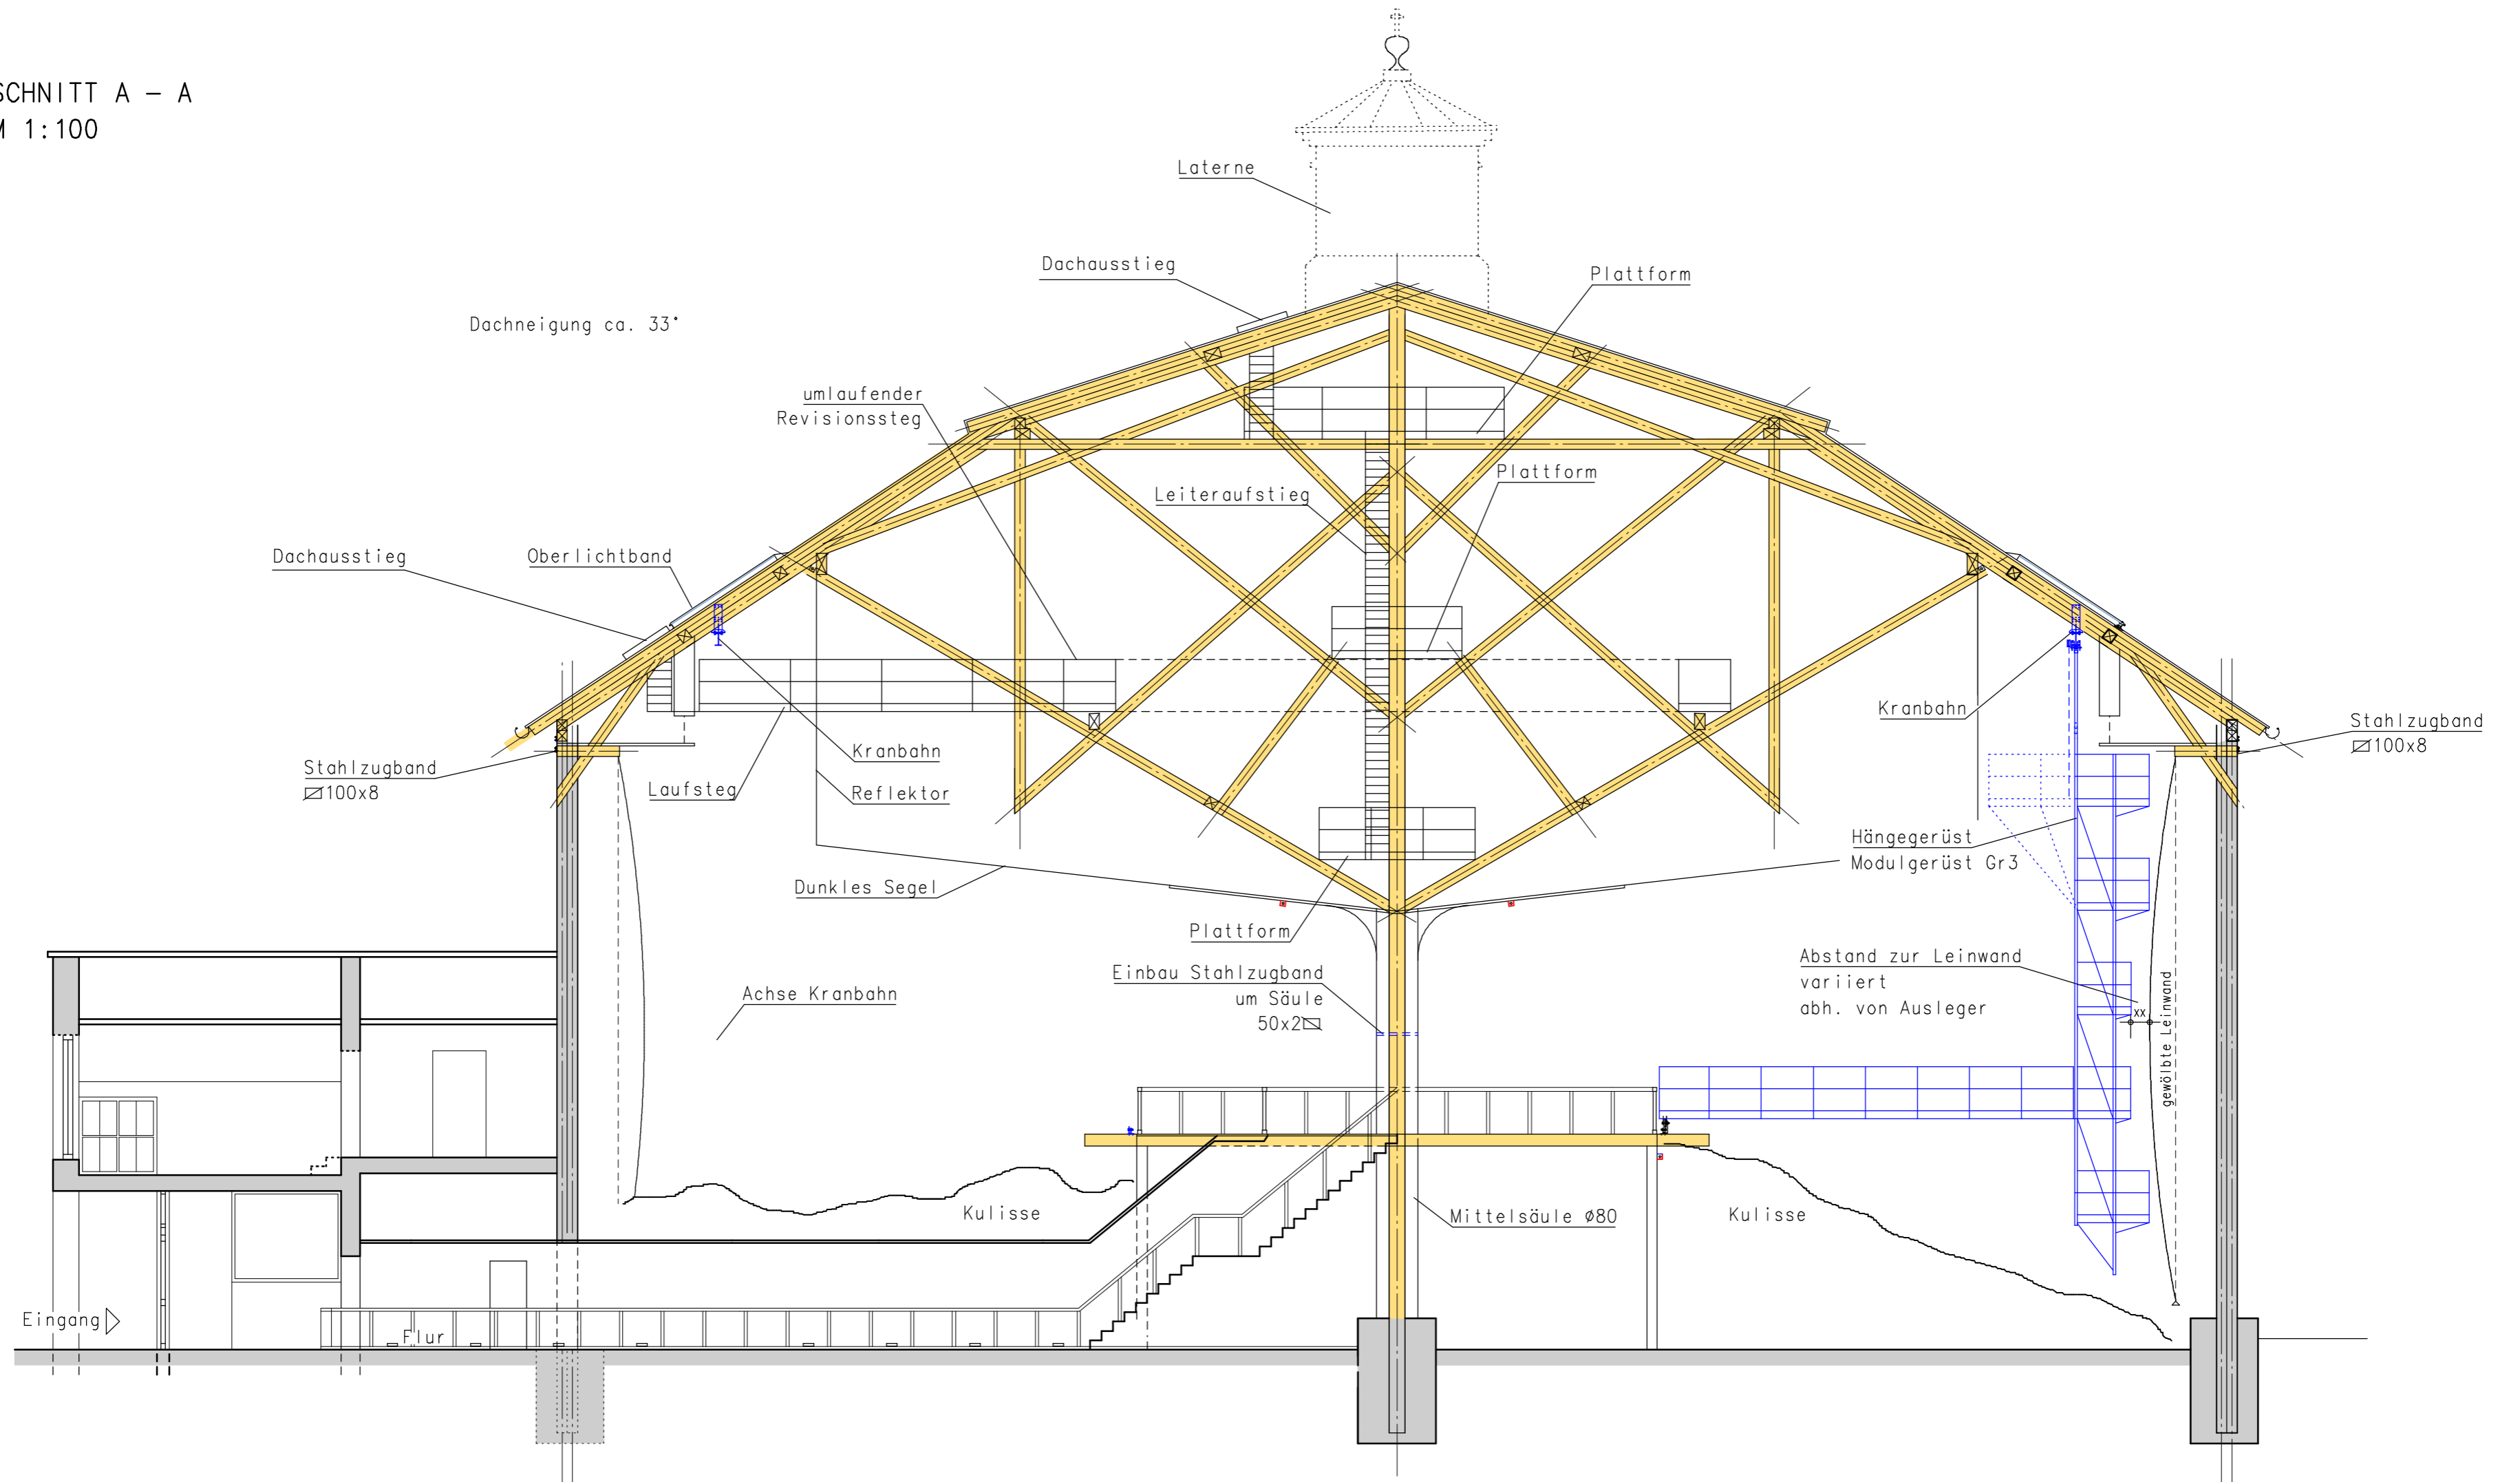 SCHNITT A – A
M 1:100
Laterne
Dachausstieg
Plattform
Dachneigung ca. 33°
umlaufender
Revisionssteg
Plattform
Leiteraufstieg
Dachausstieg
Oberlichtband
Kranbahn
Stahlzugband
100x8
Kranbahn
Stahlzugband
100x8
Laufsteg
Reflektor
Hängegerüst
Modulgerüst Gr3
Dunkles Segel
Plattform
Abstand zur Leinwand
variiert
abh. von Ausleger
Einbau Stahlzugband
um Säule
50x2
Achse Kranbahn
xx
gewölbte Leinwand
Kulisse
Mittelsäule ø80
Kulisse
Eingang
Flur